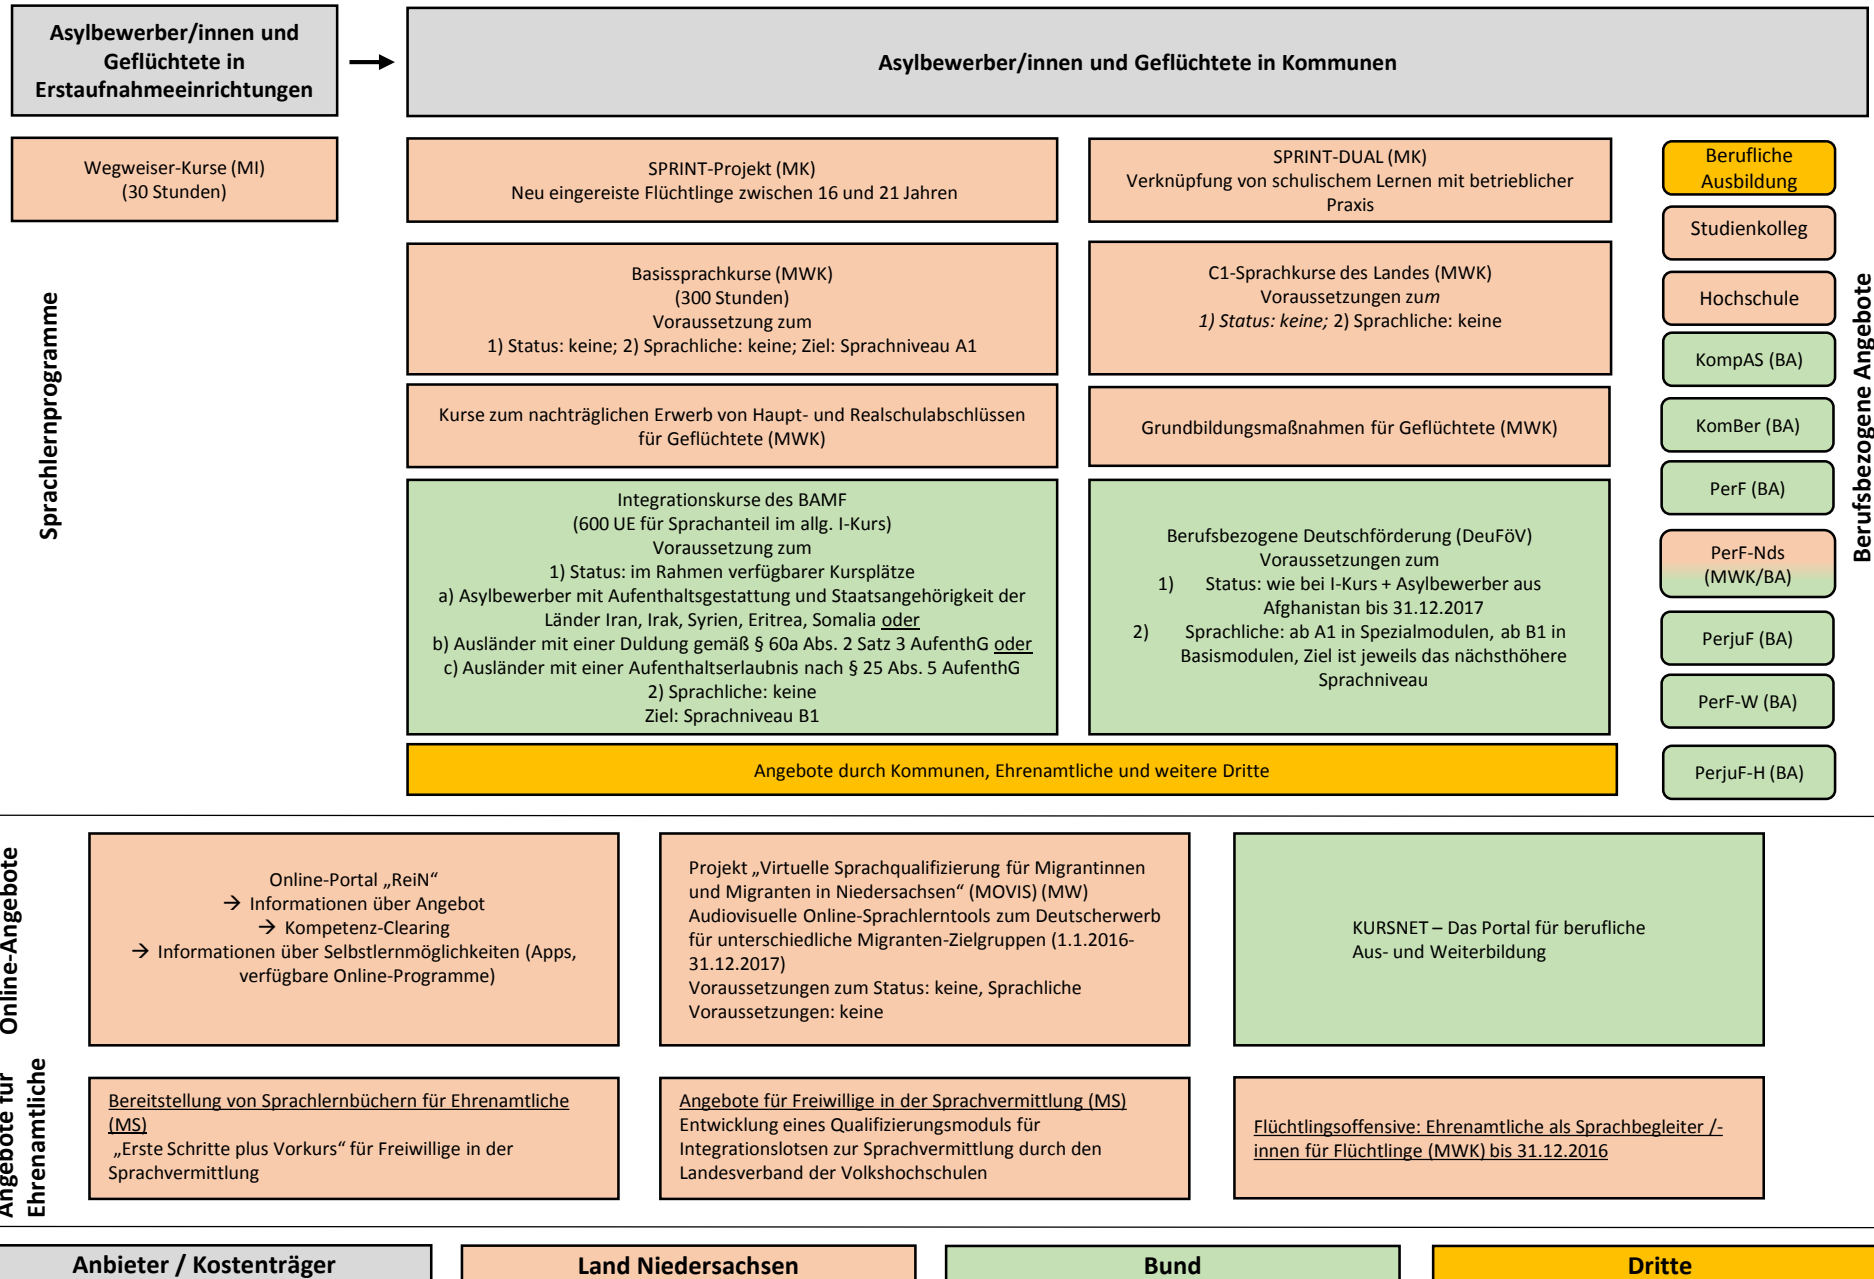 Asylbewerber/innen und
Geflüchtete in
Erstaufnahmeeinrichtungen
Asylbewerber/innen und Geflüchtete in Kommunen
Sprachlernprogramme
Wegweiser-Kurse (MI)
(30 Stunden)
SPRINT-Projekt (MK)
Neu eingereiste Flüchtlinge zwischen 16 und 21 Jahren
SPRINT-DUAL (MK)
Verknüpfung von schulischem Lernen mit betrieblicher
Praxis
Basissprachkurse (MWK)
(300 Stunden)
Voraussetzung zum
1) Status: keine; 2) Sprachliche: keine; Ziel: Sprachniveau A1
C1-Sprachkurse des Landes (MWK)
Voraussetzungen zum
1) Status: keine; 2) Sprachliche: keine
Kurse zum nachträglichen Erwerb von Haupt- und Realschulabschlüssen
für Geflüchtete (MWK)
Grundbildungsmaßnahmen für Geflüchtete (MWK)
Integrationskurse des BAMF
(600 UE für Sprachanteil im allg. I-Kurs)
Voraussetzung zum
1) Status: im Rahmen verfügbarer Kursplätze
a) Asylbewerber mit Aufenthaltsgestattung und Staatsangehörigkeit der
Länder Iran, Irak, Syrien, Eritrea, Somalia oder
b) Ausländer mit einer Duldung gemäß § 60a Abs. 2 Satz 3 AufenthG oder
c) Ausländer mit einer Aufenthaltserlaubnis nach § 25 Abs. 5 AufenthG
2) Sprachliche: keine
Ziel: Sprachniveau B1
Berufsbezogene Deutschförderung (DeuFöV)
Voraussetzungen zum
1) Status: wie bei I-Kurs + Asylbewerber aus
Afghanistan bis 31.12.2017
2) Sprachliche: ab A1 in Spezialmodulen, ab B1 in
Basismodulen, Ziel ist jeweils das nächsthöhere
Sprachniveau
Angebote durch Kommunen, Ehrenamtliche und weitere Dritte
Berufsbezogene Angebote
Berufliche
Ausbildung
Studienkolleg
Hochschule
KompAS (BA)
KomBer (BA)
PerF (BA)
PerF-Nds
(MWK/BA)
PerjuF (BA)
PerF-W (BA)
PerjuF-H (BA)
Online-Angebote
Online-Portal „ReiN“
→ Informationen über Angebot
→ Kompetenz-Clearing
→ Informationen über Selbstlernmöglichkeiten (Apps,
verfügbare Online-Programme)
Projekt „Virtuelle Sprachqualifizierung für Migrantinnen
und Migranten in Niedersachsen“ (MOVIS) (MW)
Audiovisuelle Online-Sprachlerntools zum Deutscherwerb
für unterschiedliche Migranten-Zielgruppen (1.1.2016-
31.12.2017)
Voraussetzungen zum Status: keine, Sprachliche
Voraussetzungen: keine
KURSNET – Das Portal für berufliche
Aus- und Weiterbildung
Angebote für
Ehrenamtliche
Bereitstellung von Sprachlernbüchern für Ehrenamtliche
(MS)
„Erste Schritte plus Vorkurs“ für Freiwillige in der
Sprachvermittlung
Angebote für Freiwillige in der Sprachvermittlung (MS)
Entwicklung eines Qualifizierungsmoduls für
Integrationslotsen zur Sprachvermittlung durch den
Landesverband der Volkshochschulen
Flüchtlingsoffensive: Ehrenamtliche als Sprachbegleiter /-
innen für Flüchtlinge (MWK) bis 31.12.2016
Anbieter / Kostenträger
Land Niedersachsen
Bund
Dritte